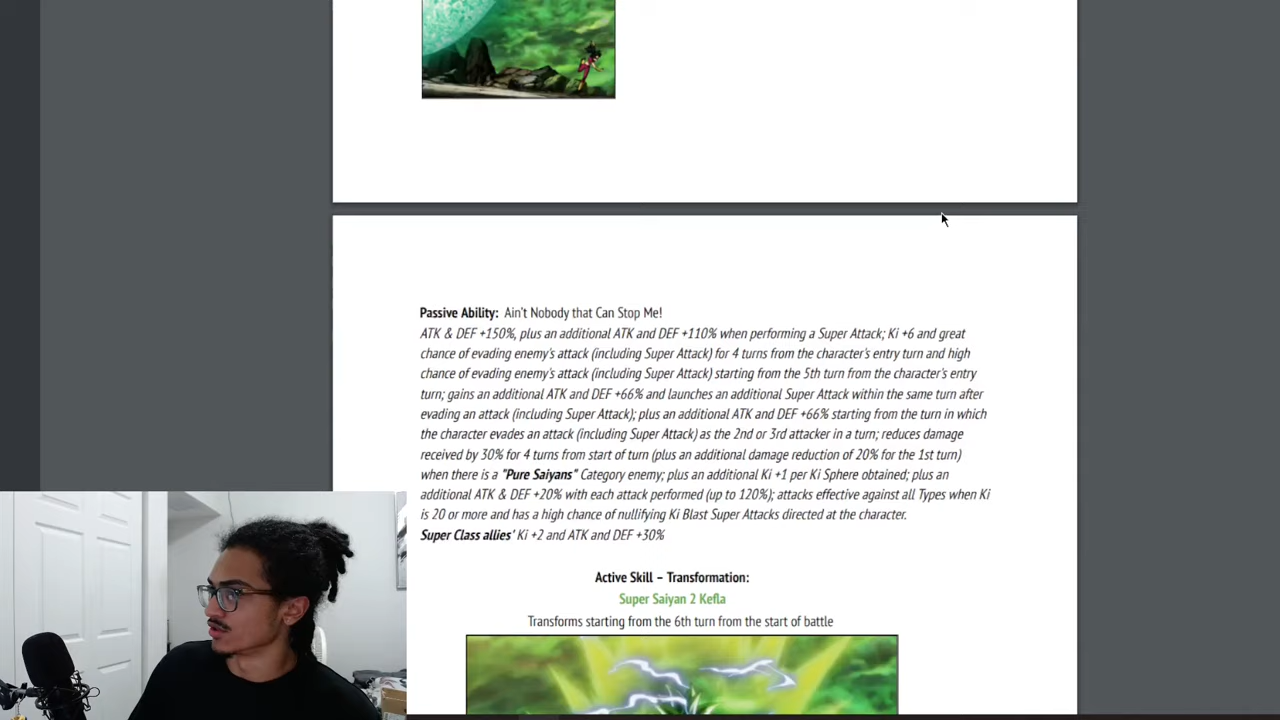 Passive Ability: Ain't Nobody that Can Stop Me!
ATK & DEF +150%, plus an additional ATK and DEF +110% when performing a Super Attack; Ki +6 and great
chance of evading enemy's attack (including Super Attack) for 4 turns from the character's entry turn and high
chance of evading enemy's attack (including Super Attack) starting from the 5th turn from the character's entry
turn; gains an additional ATK and DEF +66% and launches an additional Super Attack within the same turn after
evading an attack (including Super Attack); plus an additional ATK and DEF +66% starting from the turn in which
the character evades an attack (including Super Attack) as the 2nd or 3rd attacker in a turn; reduces damage
received by 30% for 4 turns from start of turn (plus an additional damage reduction of 20% for the 1st turn)
when there is a "Pure Saiyans" Category enemy; plus an additional Ki +1 per Ki Sphere obtained; plus an
additional ATK & DEF +20% with each attack performed (up to 120%); attacks effective against all Types when Ki
is 20 or more and has a high chance of nullifying Ki Blast Super Attacks directed at the character.
Super Class allies' Ki +2 and ATK and DEF +30%
Active Skill – Transformation:
Super Saiyan 2 Kefla
Transforms starting from the 6th turn from the start of battle